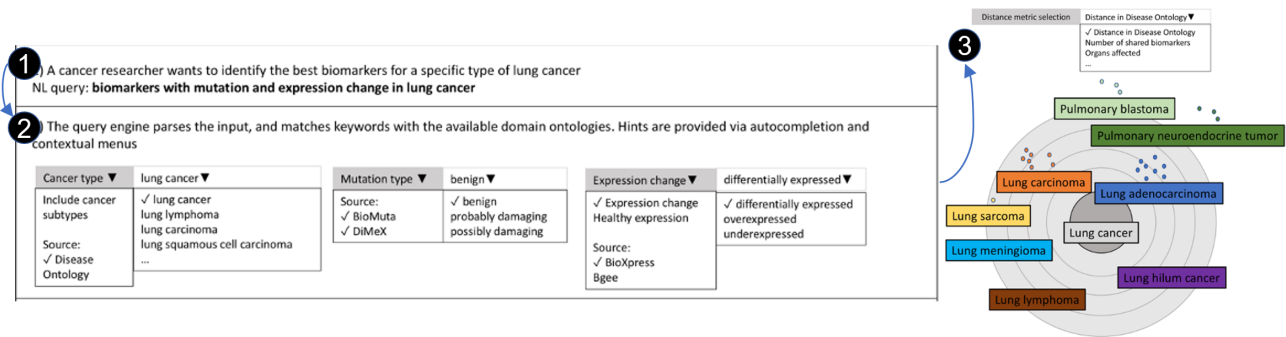 1
) A cancer researcher wants to identify the best biomarkers for a specific type of lung cancer
NL query: biomarkers with mutation and expression change in lung cancer
2
) The query engine parses the input, and matches keywords with the available domain ontologies. Hints are provided via autocompletion and
contextual menus
Cancer type ▼ lung cancer▼
Include cancer
subtypes
Source:
✓ Disease
Ontology
✓ lung cancer
lung lymphoma
lung carcinoma
lung squamous cell carcinoma
...
Mutation type ▼ benign▼
Source:
✓ BioMuta
✓ DiMeX
✓ benign
probably damaging
possibly damaging
Expression change▼ differentially expressed▼
✓ Expression change
Healthy expression
Source:
✓ BioXpress
Bgee
✓ differentially expressed
overexpressed
underexpressed
3
Distance metric selection Distance in Disease Ontology▼
✓ Distance in Disease Ontology
Number of shared biomarkers
Organs affected
...
Pulmonary blastoma
Pulmonary neuroendocrine tumor
Lung carcinoma
Lung adenocarcinoma
Lung sarcoma
Lung cancer
Lung meningioma
Lung hilum cancer
Lung lymphoma